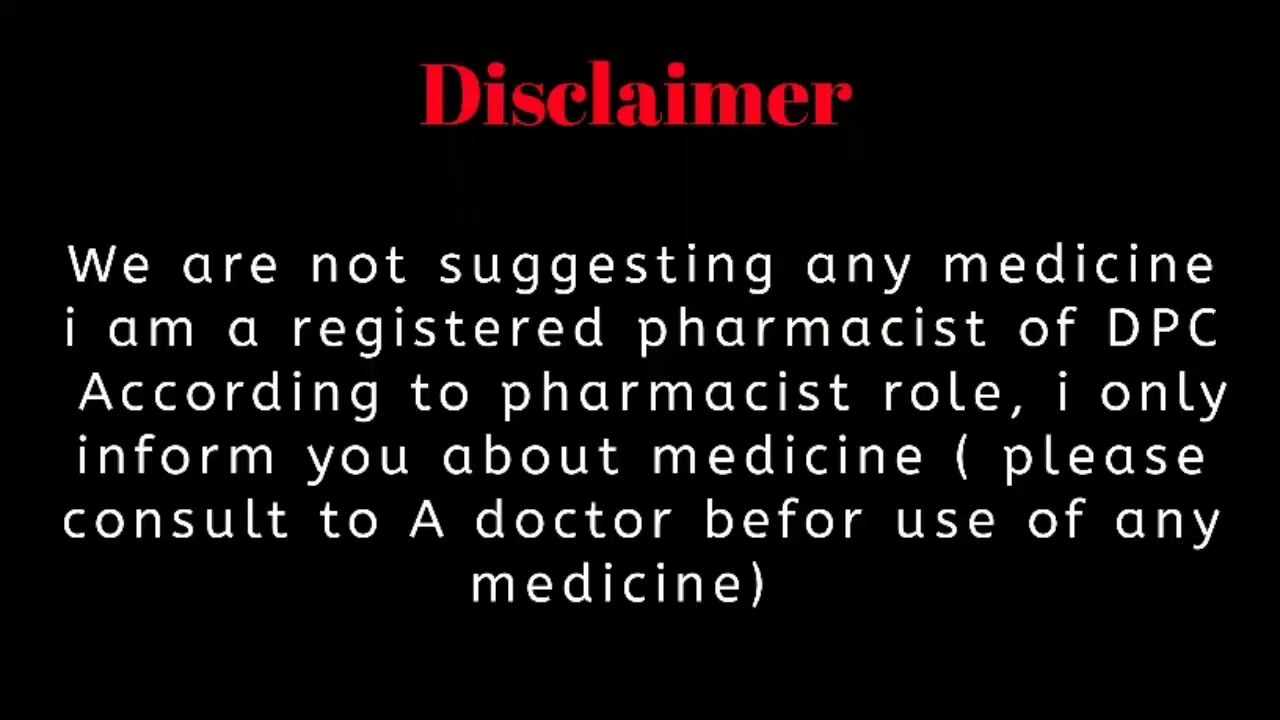 Disclaimer
We are not suggesting any medicine
i am a registered pharmacist of DPC
According to pharmacist role, i only
inform you about medicine ( please
consult to A doctor befor use of any
medicine)